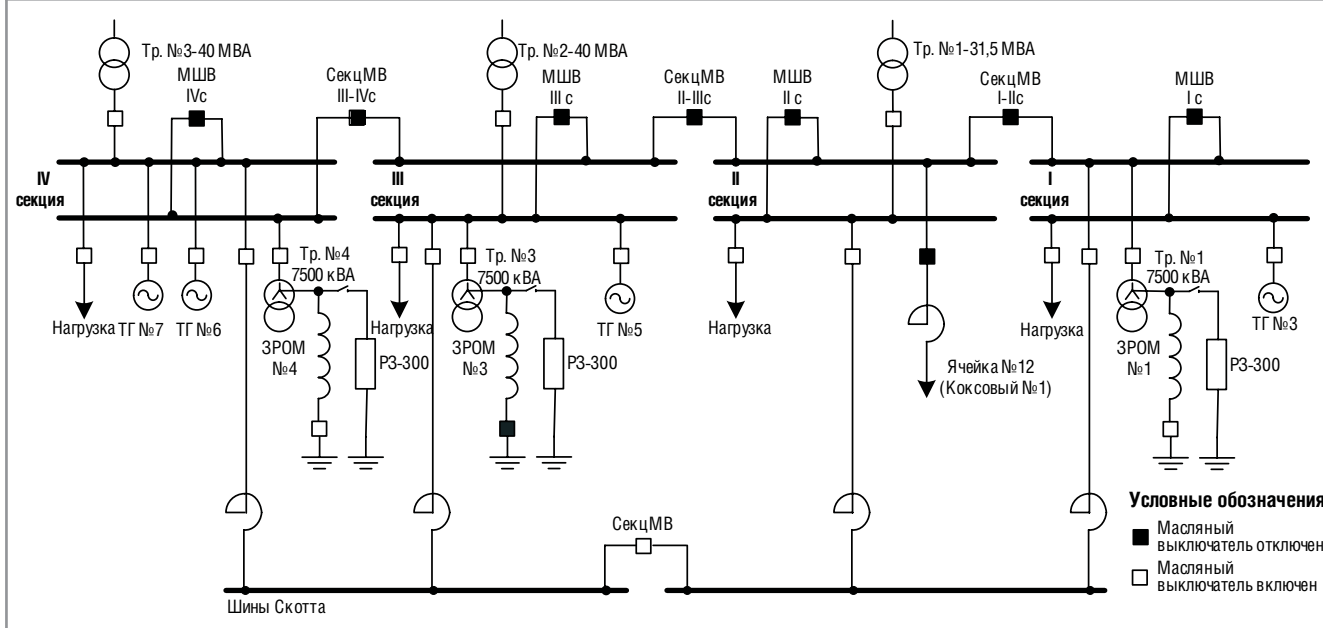 Тр. №3-40 МВА
МШВ
IVс
СекцМВ
III-IVс
Тр. №2-40 МВА
МШВ
III с
СекцМВ
II-IIIс
МШВ
II с
Тр. №1-31,5 МВА
СекцМВ
I-IIс
МШВ
I с
IV
секция
III
секция
II
секция
I
секция
Нагрузка
ТГ №7
ТГ №6
Тр. №4
7500 кВА
ЗРОМ
№4
РЗ-300
Нагрузка
Тр. №3
7500 кВА
ЗРОМ
№3
РЗ-300
ТГ №5
Нагрузка
Ячейка №12
(Коксовый №1)
Нагрузка
Тр. №1
7500 кВА
ЗРОМ
№1
РЗ-300
ТГ №3
СекцМВ
Шины Скотта
Условные обозначения
Масляный
выключатель отключен
Масляный
выключатель включен